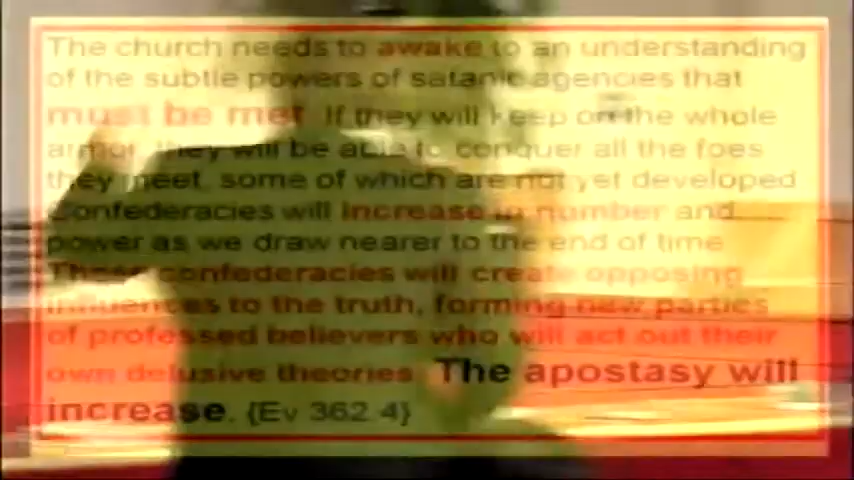 The church needs to awake to an understanding
of the subtle powers of satanic agencies that
must be met. If they will keep on the whole
armor, they will be able to conquer all the foes
they meet, some of which are not yet developed
Confederacies will increase in number and
power as we draw nearer to the end of time
These confederacies will create opposing
influences to the truth, forming new parties
of professed believers who will act out their
own delusive theories. The apostasy will
increase. {Ev 362.4}